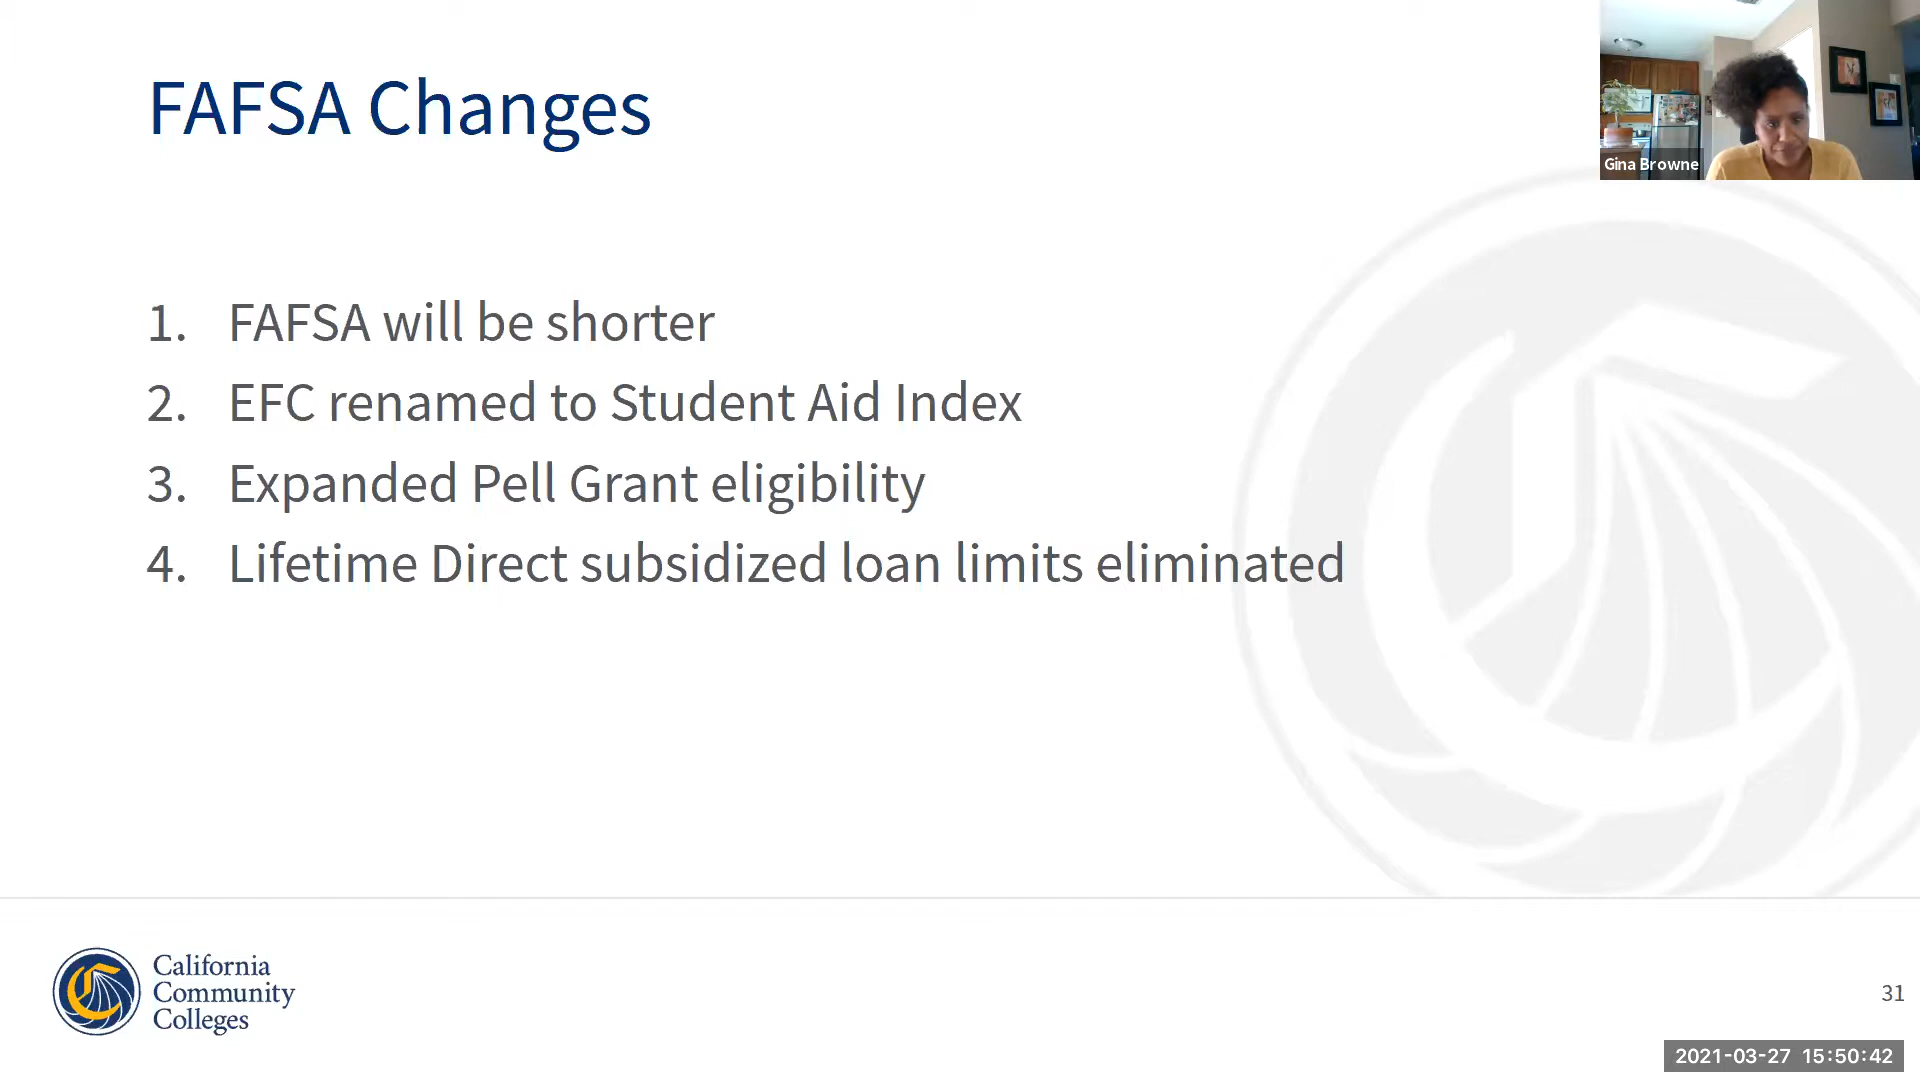 FAFSA Changes
Gina Browne
1. FAFSA will be shorter
2. EFC renamed to Student Aid Index
3. Expanded Pell Grant eligibility
4. Lifetime Direct subsidized loan limits eliminated
California
Community
Colleges
31
2021-03-27 15:50:42